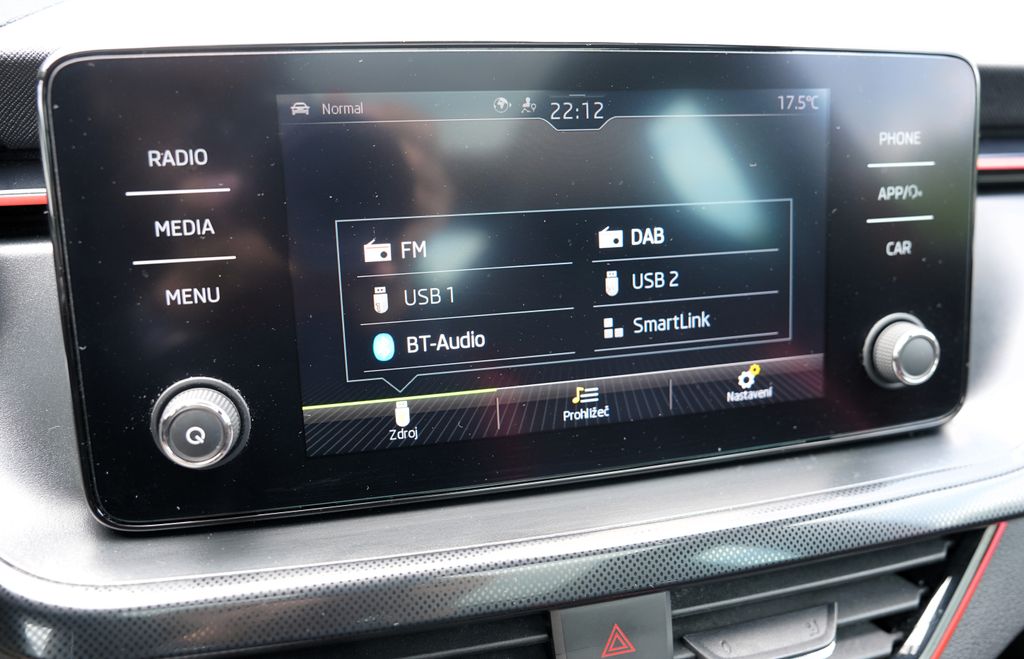 Normal
22:12
17.5°C
RADIO
MEDIA
MENU
PHONE
APP/
CAR
FM
DAB
USB 1
USB 2
BT-Audio
SmartLink
Zdroj
Prohlížeč
Nastavení